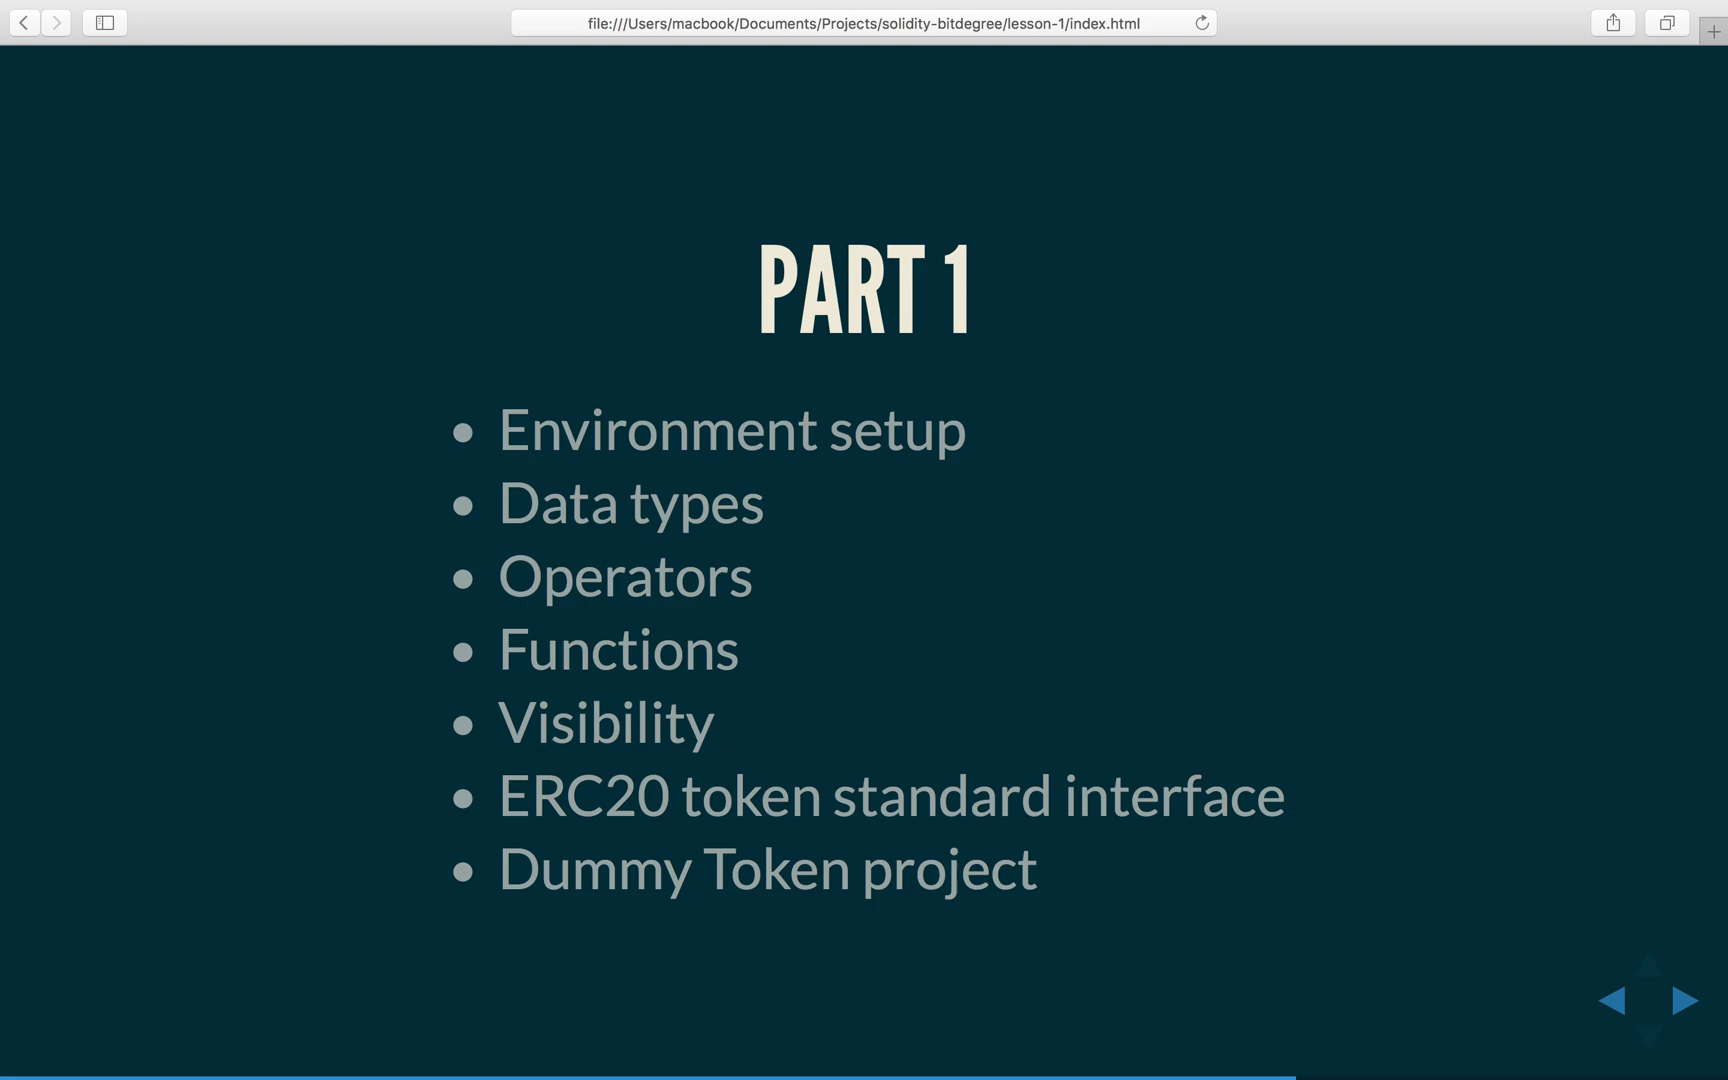 file:///Users/macbook/Documents/Projects/solidity-bitdegree/lesson-1/index.html
PART 1
• Environment setup
• Data types
• Operators
• Functions
• Visibility
• ERC20 token standard interface
• Dummy Token project